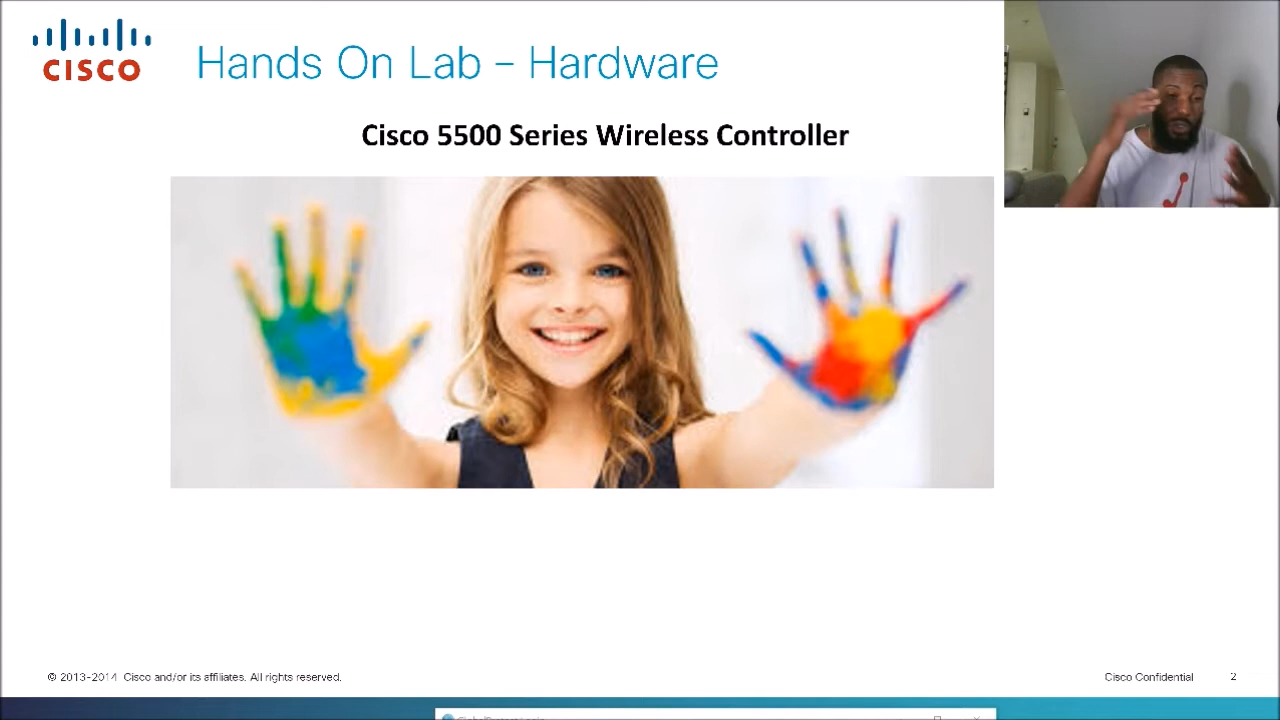 CISCO
Hands On Lab – Hardware
Cisco 5500 Series Wireless Controller
© 2013-2014 Cisco and/or its affiliates. All rights reserved.
Cisco Confidential
2